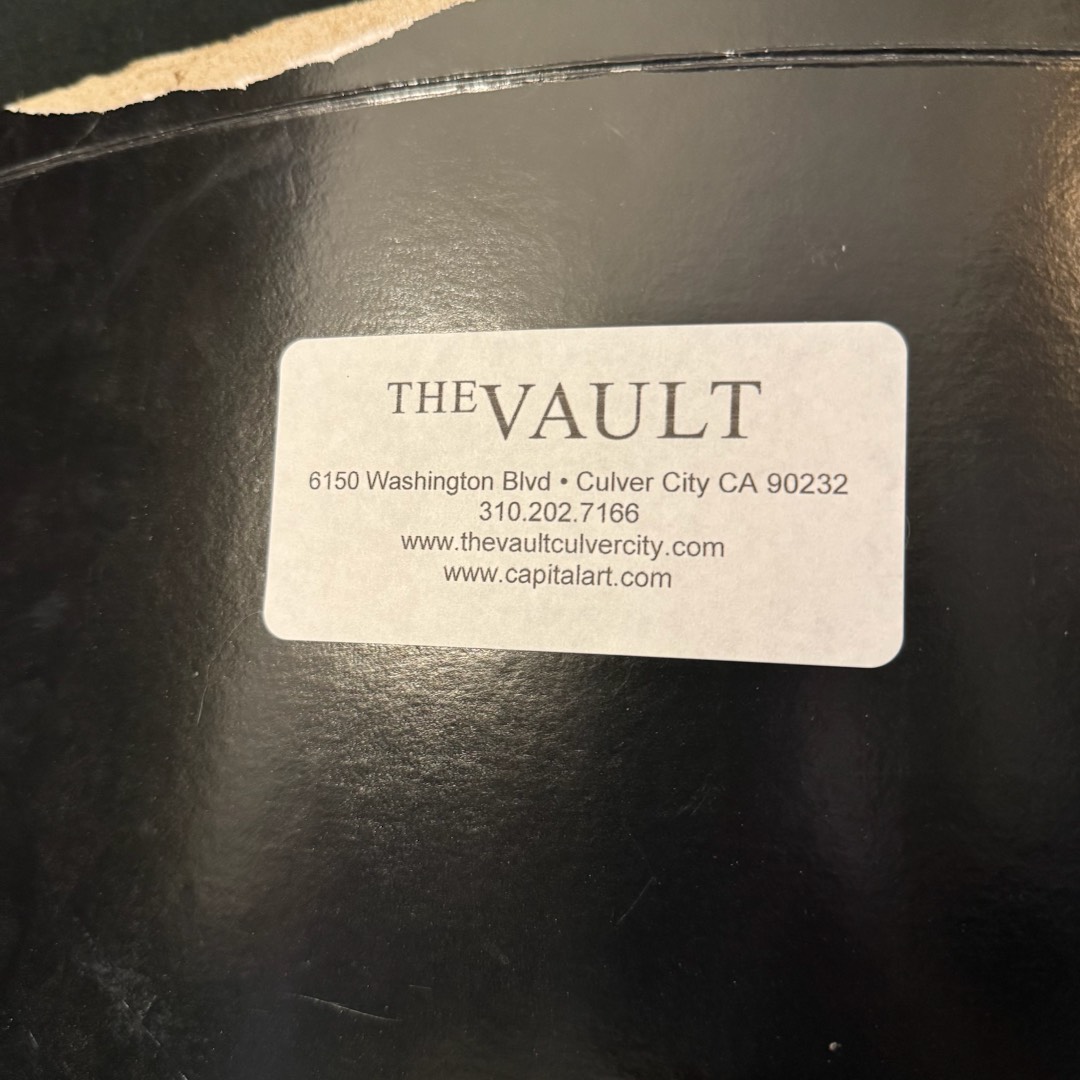 THE VAULT
6150 Washington Blvd • Culver City CA 90232
310.202.7166
www.thevaultculvercity.com
www.capitalart.com